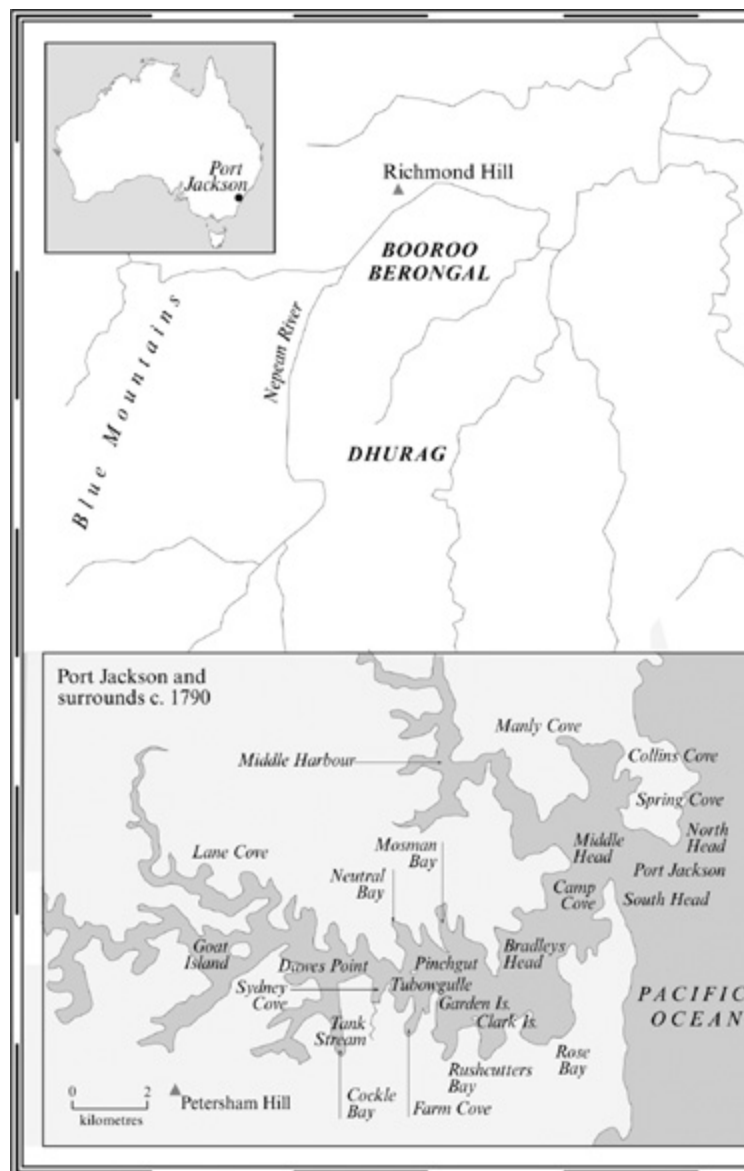 Port
Jackson
Richmond Hill
BOOROO
BERONGAL
Blue Mountains
Nepean River
DHURAG
Port Jackson and
surrounds c. 1790
Manly Cove
Middle Harbour
Collins Cove
Spring Cove
North
Head
Mosman
Bay
Middle
Head
Lane Cove
Neutral
Bay
Port Jackson
Camp
Cove
South Head
Goat
Island
Dawes Point
Pinchgut
Bradleys
Head
Sydney
Cove
Tubowgulle
Garden Is.
Clark Is.
PACIFIC
OCEAN
Tank
Stream
Rushcutters
Bay
Rose
Bay
0 2
kilometres
Petersham Hill
Cockle
Bay
Farm Cove